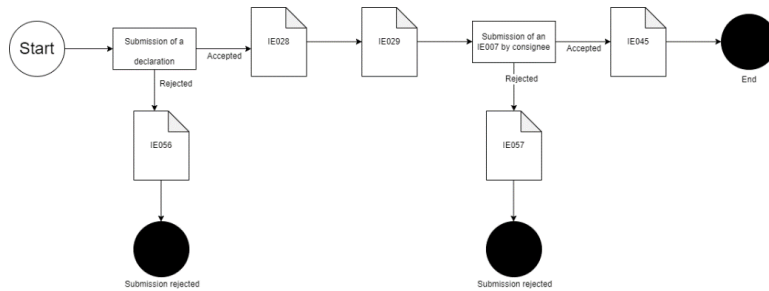 Start
Submission of a
declaration
Accepted
IE028
IE029
Submission of an
IE007 by consignee
Accepted
IE045
End
Rejected
Rejected
IE056
IE057
Submission rejected
Submission rejected